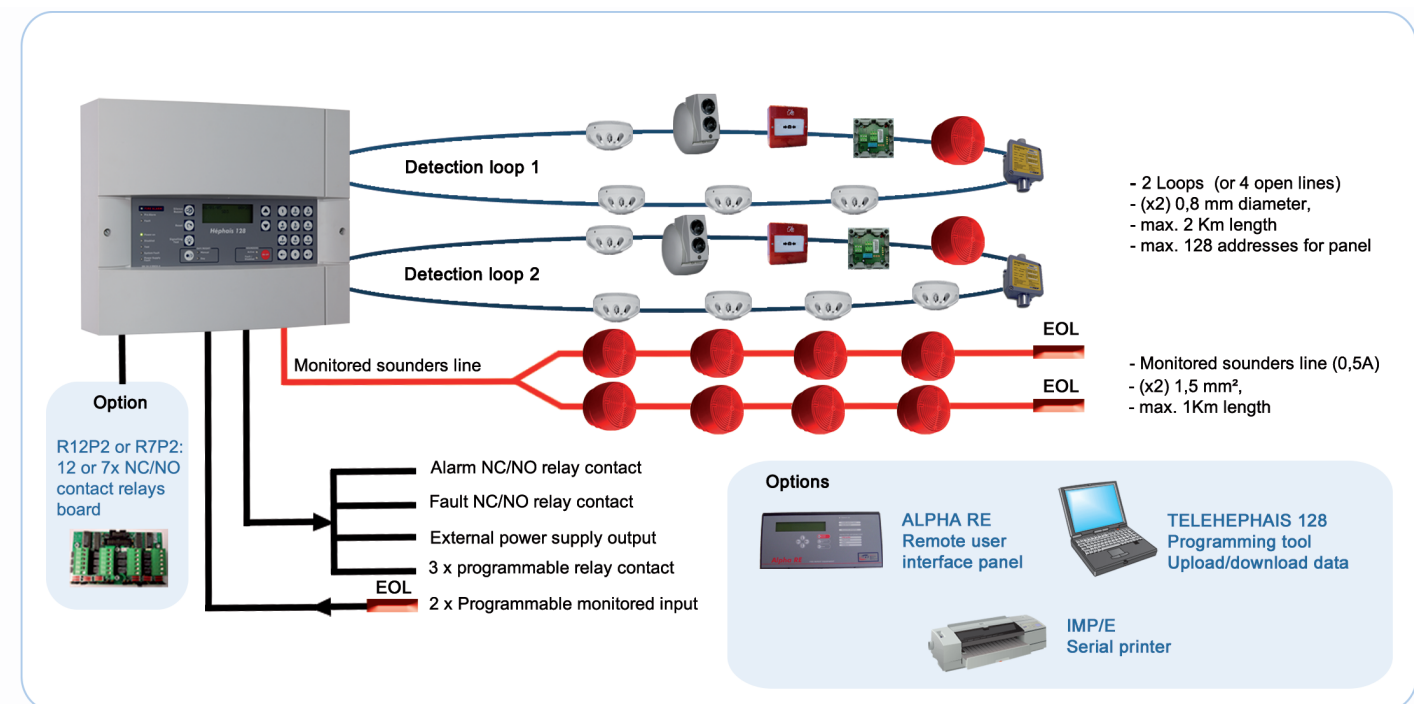 Detection loop 1
- 2 Loops (or 4 open lines)
- (x2) 0,8 mm diameter,
- max. 2 Km length
- max. 128 addresses for panel
Néphaïs 128
Detection loop 2
Monitored sounders line
EOL
EOL
- Monitored sounders line (0,5A)
- (x2) 1,5 mm²,
- max. 1Km length
Option
R12P2 or R7P2:
12 or 7x NC/NO
contact relays
board
Alarm NC/NO relay contact
Fault NC/NO relay contact
External power supply output
3 x programmable relay contact
EOL
2 x Programmable monitored input
Options
Alpha RE
ALPHA RE
Remote user
interface panel
TELEHEPHAIS 128
Programming tool
Upload/download data
IMP/E
Serial printer